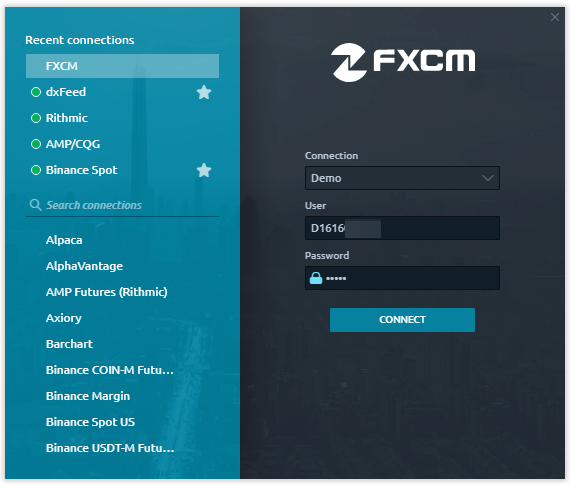 Recent connections
FXCM
dxFeed
Rithmic
AMP/CQG
Binance Spot
Search connections
Alpaca
AlphaVantage
AMP Futures (Rithmic)
Axiory
Barchart
Binance COIN-M Futu...
Binance Margin
Binance Spot US
Binance USDT-M Futu...
FXCM
Connection
Demo
User
D1616
Password
•••••
CONNECT